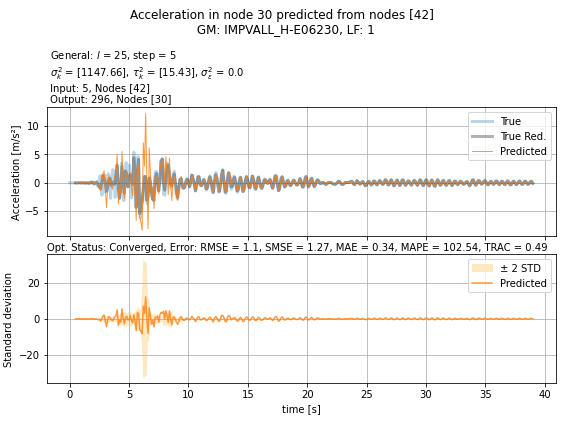 Acceleration in node 30 predicted from nodes [42]
GM: IMPVALL_H-E06230, LF: 1
General: l = 25, step = 5
σ²ₖ = [1147.66], τ²ₖ = [15.43], σ²ε = 0.0
Input: 5, Nodes [42]
Output: 296, Nodes [30]
Acceleration [m/s²]
10
5
0
−5
True
True Red.
Predicted
Opt. Status: Converged, Error: RMSE = 1.1, SMSE = 1.27, MAE = 0.34, MAPE = 102.54, TRAC = 0.49
Standard deviation
20
0
−20
± 2 STD
Predicted
0 5 10 15 20 25 30 35 40
time [s]